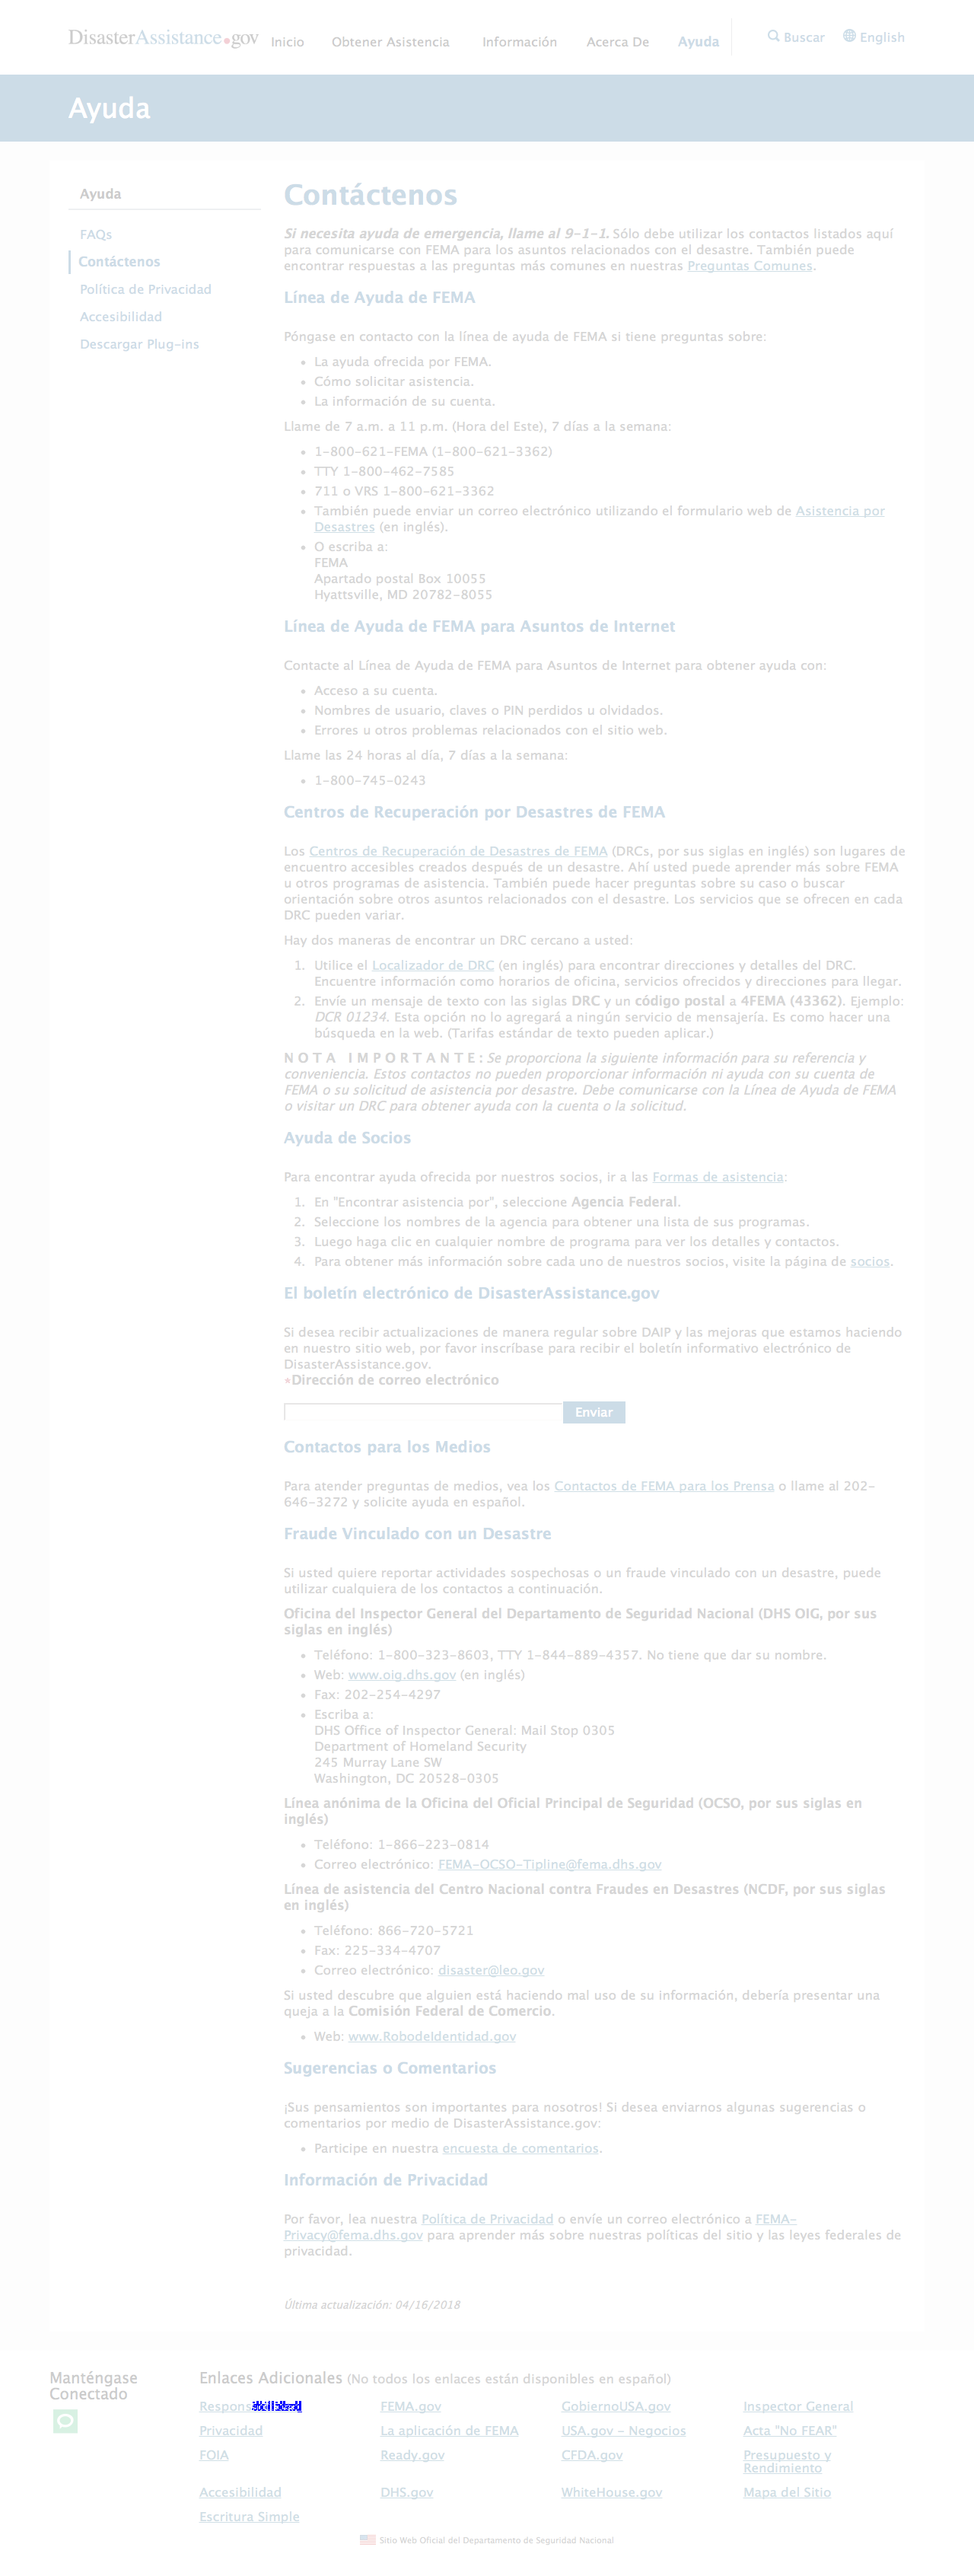 DisasterAssistance.gov Inicio Obtener Asistencia Información Acerca De Ayuda Buscar English
Ayuda
Ayuda
FAQs
Contáctenos
Política de Privacidad
Accesibilidad
Descargar Plug-ins
Contáctenos
Si necesita ayuda de emergencia, llame al 9-1-1. Sólo debe utilizar los contactos listados aquí
para comunicarse con FEMA para los asuntos relacionados con el desastre. También puede
encontrar respuestas a las preguntas más comunes en nuestras Preguntas Comunes.
Línea de Ayuda de FEMA
Póngase en contacto con la línea de ayuda de FEMA si tiene preguntas sobre:
• La ayuda ofrecida por FEMA.
• Cómo solicitar asistencia.
• La información de su cuenta.
Llame de 7 a.m. a 11 p.m. (Hora del Este), 7 días a la semana:
• 1-800-621-FEMA (1-800-621-3362)
• TTY 1-800-462-7585
• 711 o VRS 1-800-621-3362
• También puede enviar un correo electrónico utilizando el formulario web de Asistencia por
Desastres (en inglés).
• O escriba a:
FEMA
Apartado postal Box 10055
Hyattsville, MD 20782-8055
Línea de Ayuda de FEMA para Asuntos de Internet
Contacte al Línea de Ayuda de FEMA para Asuntos de Internet para obtener ayuda con:
• Acceso a su cuenta.
• Nombres de usuario, claves o PIN perdidos u olvidados.
• Errores u otros problemas relacionados con el sitio web.
Llame las 24 horas al día, 7 días a la semana:
• 1-800-745-0243
Centros de Recuperación por Desastres de FEMA
Los Centros de Recuperación de Desastres de FEMA (DRCs, por sus siglas en inglés) son lugares de
encuentro accesibles creados después de un desastre. Ahí usted puede aprender más sobre FEMA
u otros programas de asistencia. También puede hacer preguntas sobre su caso o buscar
orientación sobre otros asuntos relacionados con el desastre. Los servicios que se ofrecen en cada
DRC pueden variar.
Hay dos maneras de encontrar un DRC cercano a usted:
1. Utilice el Localizador de DRC (en inglés) para encontrar direcciones y detalles del DRC.
Encuentre información como horarios de oficina, servicios ofrecidos y direcciones para llegar.
2. Envíe un mensaje de texto con las siglas DRC y un código postal a 4FEMA (43362). Ejemplo:
DCR 01234. Esta opción no lo agregará a ningún servicio de mensajería. Es como hacer una
búsqueda en la web. (Tarifas estándar de texto pueden aplicar.)
NOTA IMPORTANTE: Se proporciona la siguiente información para su referencia y
conveniencia. Estos contactos no pueden proporcionar información ni ayuda con su cuenta de
FEMA o su solicitud de asistencia por desastre. Debe comunicarse con la Línea de Ayuda de FEMA
o visitar un DRC para obtener ayuda con la cuenta o la solicitud.
Ayuda de Socios
Para encontrar ayuda ofrecida por nuestros socios, ir a las Formas de asistencia:
1. En "Encontrar asistencia por", seleccione Agencia Federal.
2. Seleccione los nombres de la agencia para obtener una lista de sus programas.
3. Luego haga clic en cualquier nombre de programa para ver los detalles y contactos.
4. Para obtener más información sobre cada uno de nuestros socios, visite la página de socios.
El boletín electrónico de DisasterAssistance.gov
Si desea recibir actualizaciones de manera regular sobre DAIP y las mejoras que estamos haciendo
en nuestro sitio web, por favor inscríbase para recibir el boletín informativo electrónico de
DisasterAssistance.gov.
*Dirección de correo electrónico
Enviar
Contactos para los Medios
Para atender preguntas de medios, vea los Contactos de FEMA para los Prensa o llame al 202-
646-3272 y solicite ayuda en español.
Fraude Vinculado con un Desastre
Si usted quiere reportar actividades sospechosas o un fraude vinculado con un desastre, puede
utilizar cualquiera de los contactos a continuación.
Oficina del Inspector General del Departamento de Seguridad Nacional (DHS OIG, por sus
siglas en inglés)
• Teléfono: 1-800-323-8603, TTY 1-844-889-4357. No tiene que dar su nombre.
• Web: www.oig.dhs.gov (en inglés)
• Fax: 202-254-4297
• Escriba a:
DHS Office of Inspector General: Mail Stop 0305
Department of Homeland Security
245 Murray Lane SW
Washington, DC 20528-0305
Línea anónima de la Oficina del Oficial Principal de Seguridad (OCSO, por sus siglas en
inglés)
• Teléfono: 1-866-223-0814
• Correo electrónico: FEMA-OCSO-Tipline@fema.dhs.gov
Línea de asistencia del Centro Nacional contra Fraudes en Desastres (NCDF, por sus siglas
en inglés)
• Teléfono: 866-720-5721
• Fax: 225-334-4707
• Correo electrónico: disaster@leo.gov
Si usted descubre que alguien está haciendo mal uso de su información, debería presentar una
queja a la Comisión Federal de Comercio.
• Web: www.RobodeIdentidad.gov
Sugerencias o Comentarios
¡Sus pensamientos son importantes para nosotros! Si desea enviarnos algunas sugerencias o
comentarios por medio de DisasterAssistance.gov:
• Participe en nuestra encuesta de comentarios.
Información de Privacidad
Por favor, lea nuestra Política de Privacidad o envíe un correo electrónico a FEMA-
Privacy@fema.dhs.gov para aprender más sobre nuestras políticas del sitio y las leyes federales de
privacidad.
Última actualización: 04/16/2018
Manténgase
Conectado
Enlaces Adicionales (No todos los enlaces están disponibles en español)
FEMA.gov GobiernoUSA.gov Inspector General
Privacidad La aplicación de FEMA USA.gov - Negocios Acta "No FEAR"
FOIA Ready.gov CFDA.gov Presupuesto y
Rendimiento
Accesibilidad DHS.gov WhiteHouse.gov Mapa del Sitio
Escritura Simple
Sitio Web Oficial del Departamento de Seguridad Nacional